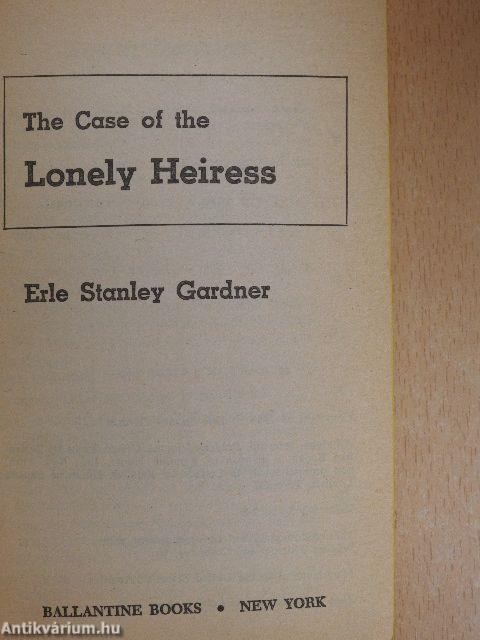 The Case of the
Lonely Heiress
Erle Stanley Gardner
BALLANTINE BOOKS • NEW YORK
Antikvárium.hu